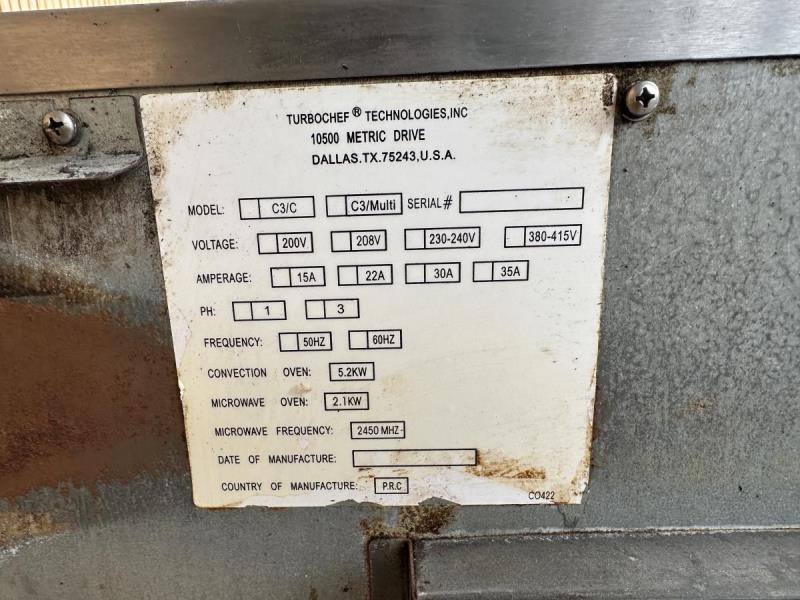 TURBOCHEF ® TECHNOLOGIES,INC
10500 METRIC DRIVE
DALLAS.TX.75243,U.S.A.
MODEL: C3/C C3/Multi SERIAL#
VOLTAGE: 200V 208V 230-240V 380-415V
AMPERAGE: 15A 22A 30A 35A
PH: 1 3
FREQUENCY: 50HZ 60HZ
CONVECTION OVEN: 5.2KW
MICROWAVE OVEN: 2.1KW
MICROWAVE FREQUENCY: 2450 MHZ
DATE OF MANUFACTURE:
COUNTRY OF MANUFACTURE: P.R.C
CO422